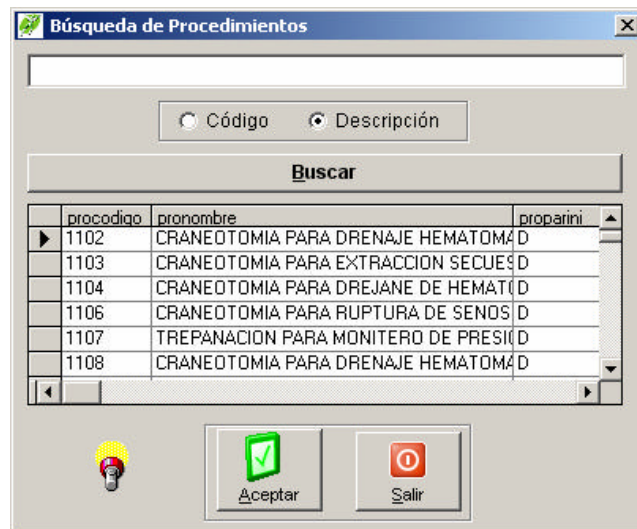 Búsqueda de Procedimientos
Código Descripción
Buscar
procodigo pronombre proparini
1102 CRANEOTOMIA PARA DRENAJE HEMATOMA D
1103 CRANEOTOMIA PARA EXTRACCION SECUES D
1104 CRANEOTOMIA PARA DREJANE DE HEMATO D
1106 CRANEOTOMIA PARA RUPTURA DE SENOS D
1107 TREPANACION PARA MONITERO DE PRESIO D
1108 CRANEOTOMIA PARA DRENAJE HEMATOMA D
Aceptar Salir